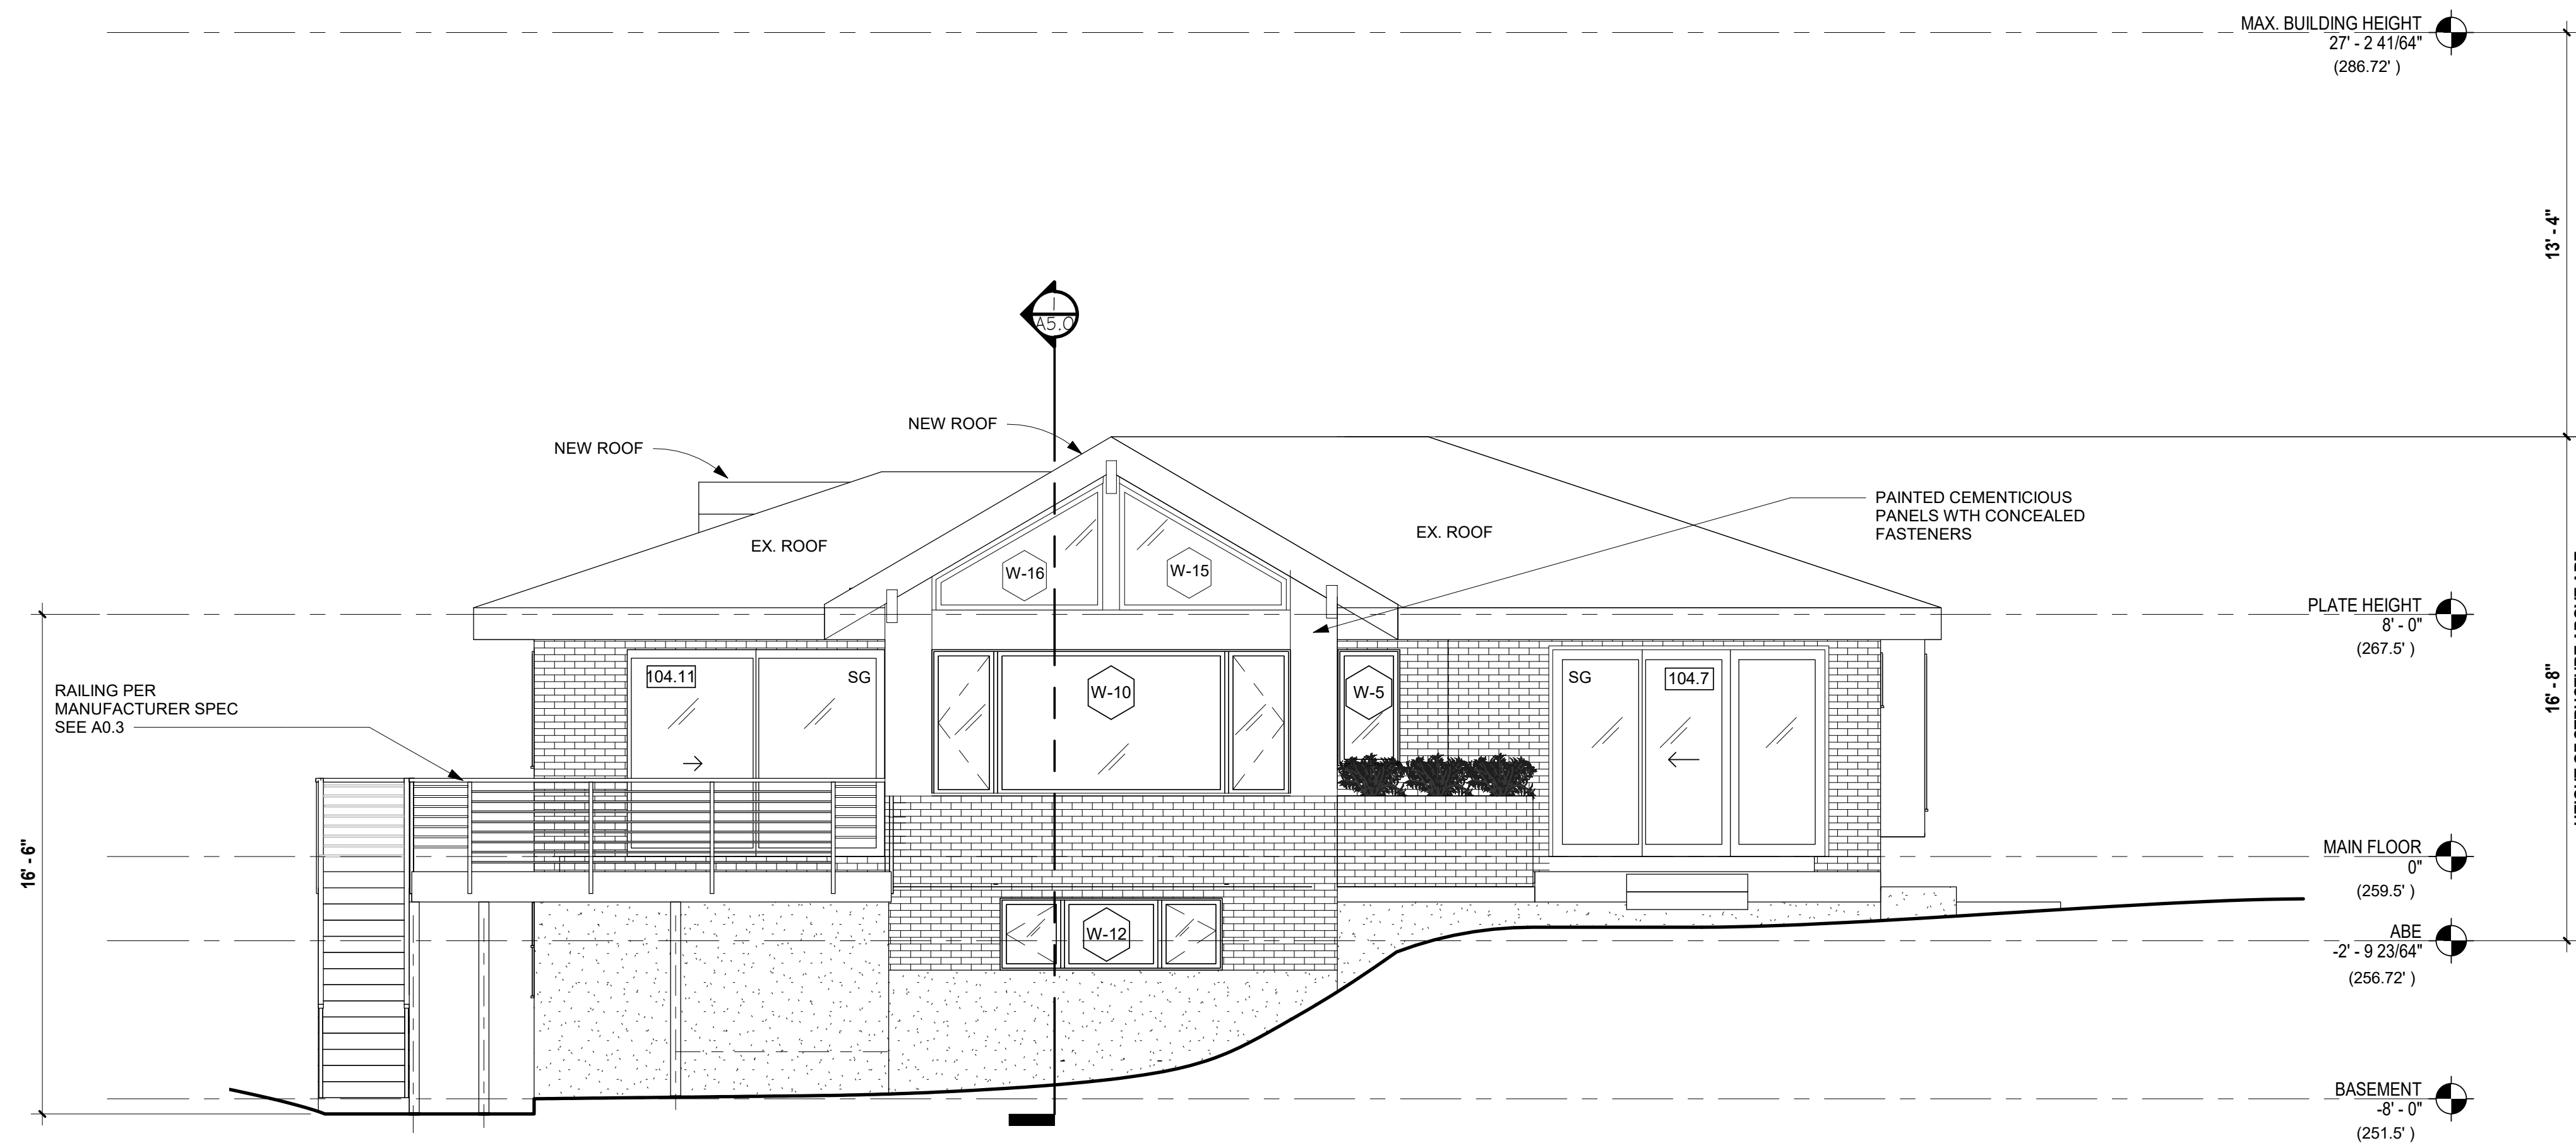 MAX. BUILDING HEIGHT
27' - 2 41/64"
(286.72' )
13' - 4"
1
A5.0
NEW ROOF
NEW ROOF
PAINTED CEMENTICIOUS
PANELS WTH CONCEALED
FASTENERS
EX. ROOF
EX. ROOF
W-16
W-15
PLATE HEIGHT
8' - 0"
(267.5' )
RAILING PER
MANUFACTURER SPEC
SEE A0.3
104.11
SG
W-10
W-5
SG
104.7
16' - 8"
16' - 6"
MAIN FLOOR
0"
(259.5' )
W-12
ABE
-2' - 9 23/64"
(256.72' )
BASEMENT
-8' - 0"
(251.5' )